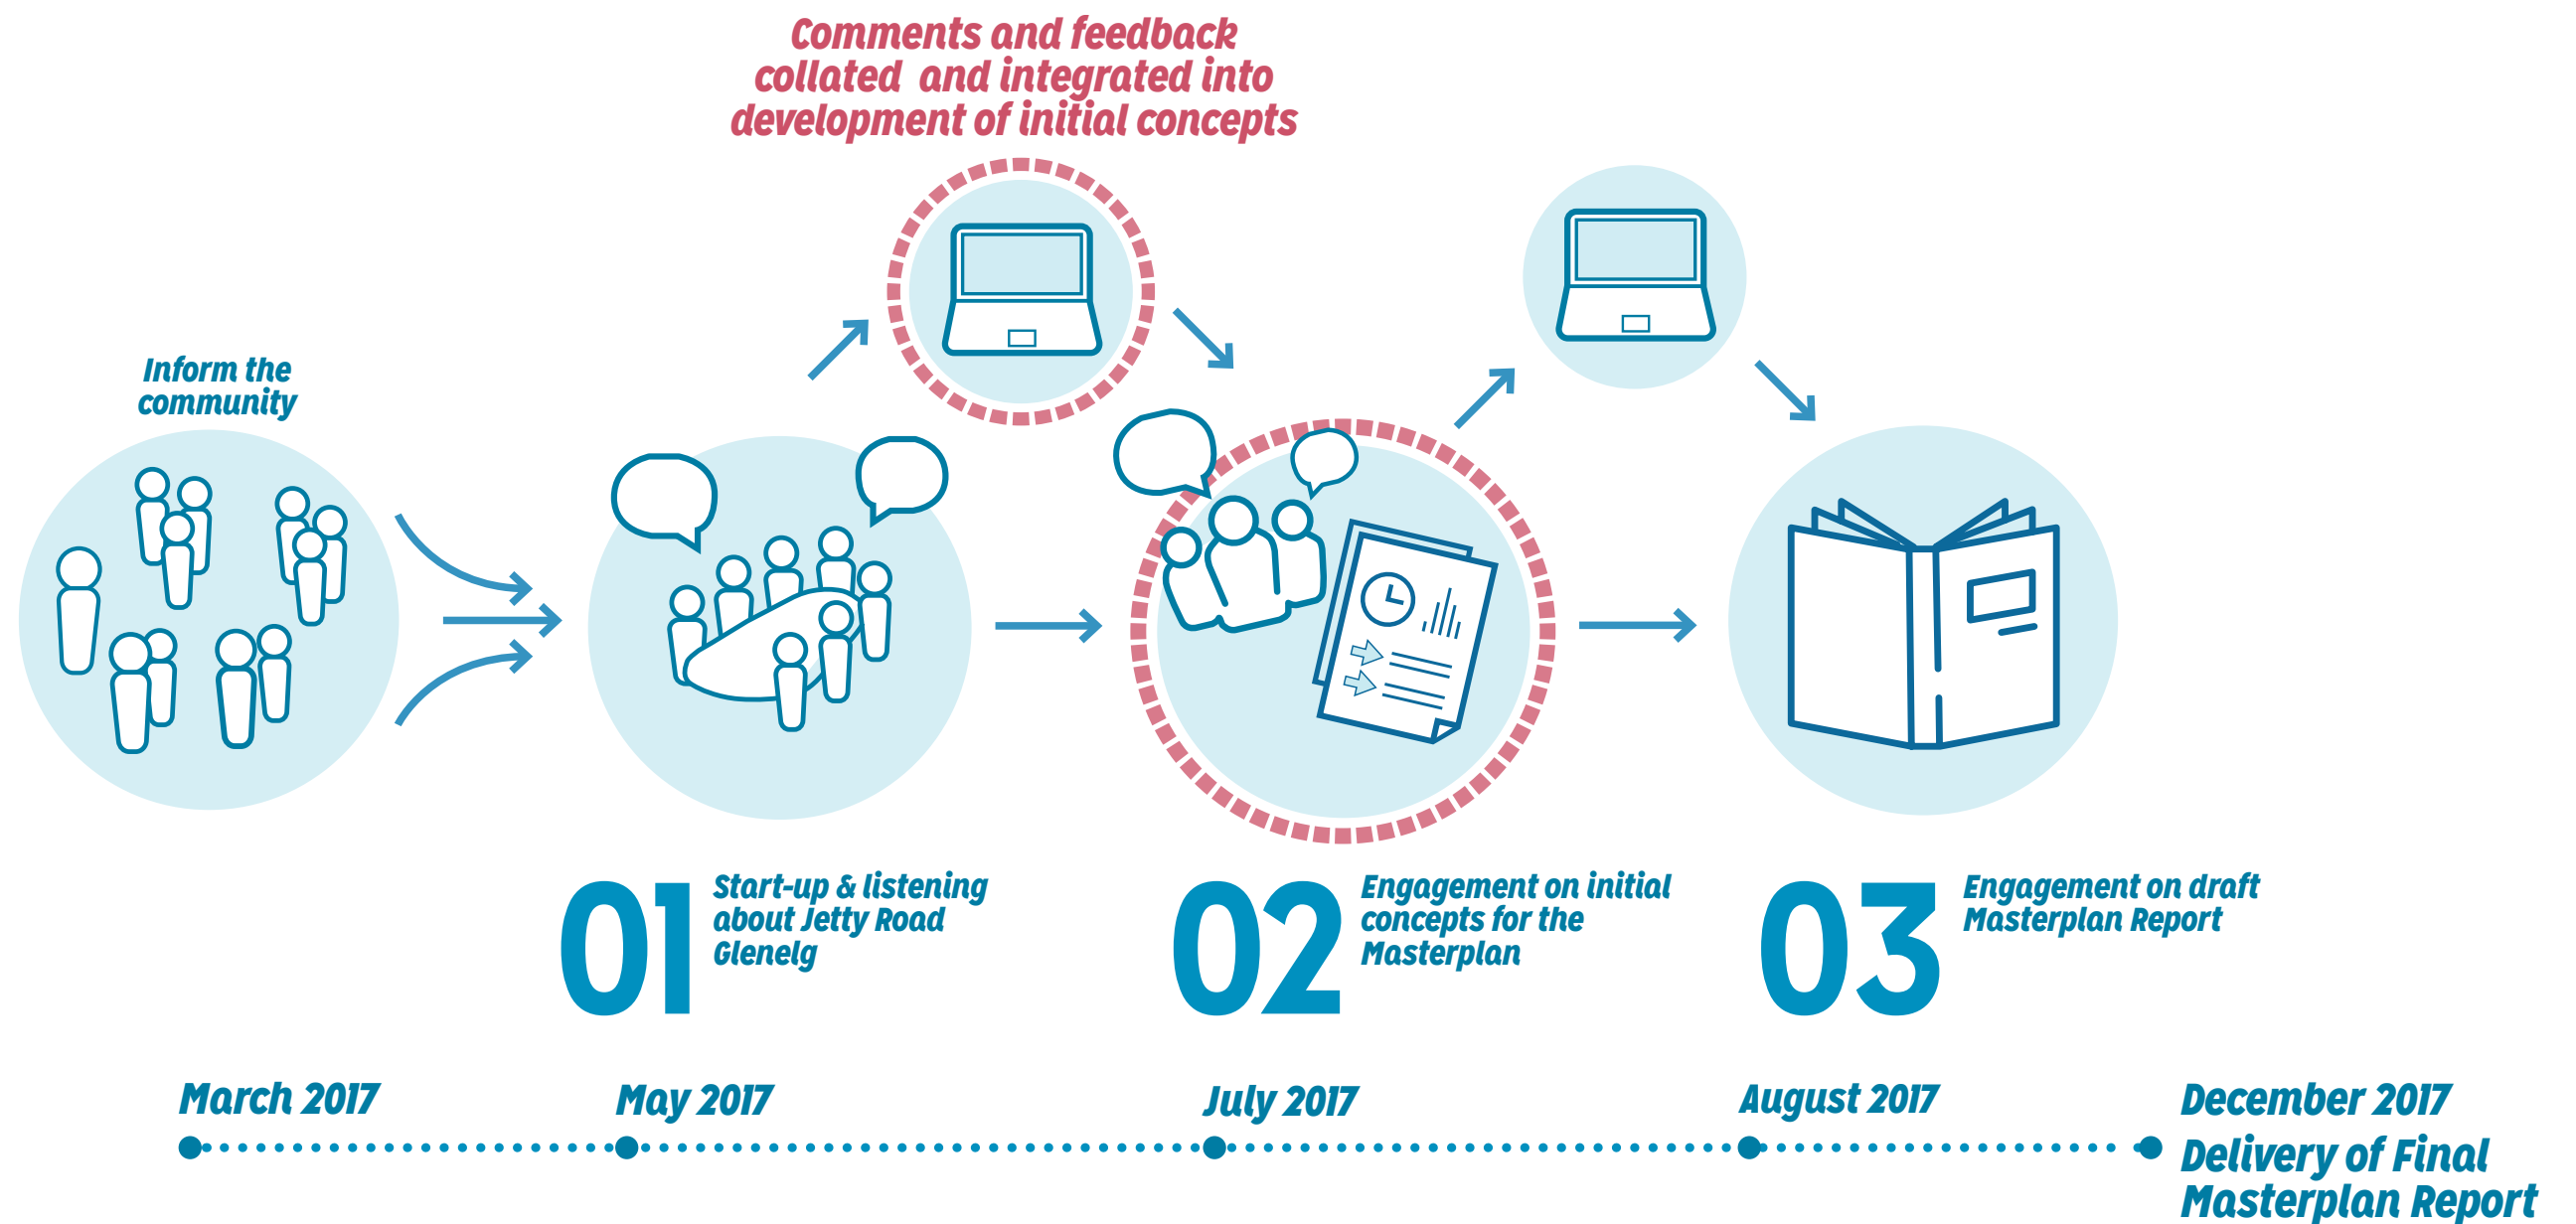 Comments and feedback
collated and integrated into
development of initial concepts
Inform the
community
01
Start-up & listening
about Jetty Road
Glenelg
02
Engagement on initial
concepts for the
Masterplan
03
Engagement on draft
Masterplan Report
March 2017
May 2017
July 2017
August 2017
December 2017
Delivery of Final
Masterplan Report